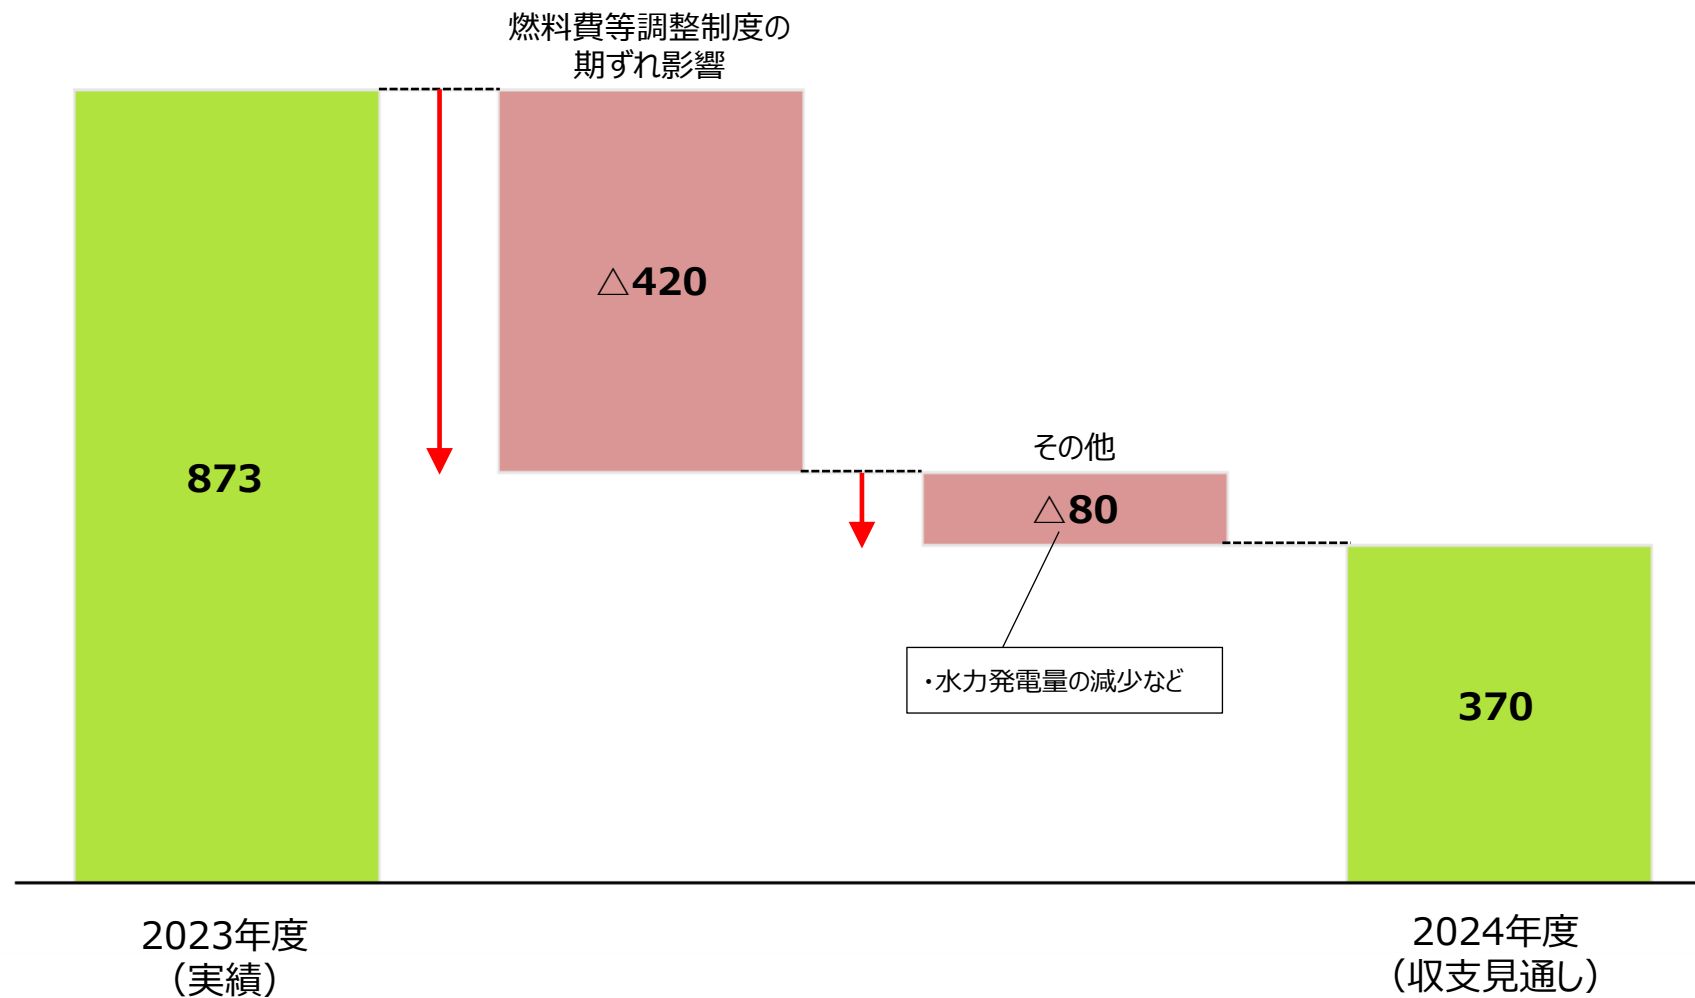 燃料費等調整制度の
期ずれ影響
△420
873
その他
△80
・水力発電量の減少など
370
2023年度
（実績）
2024年度
（収支見通し）